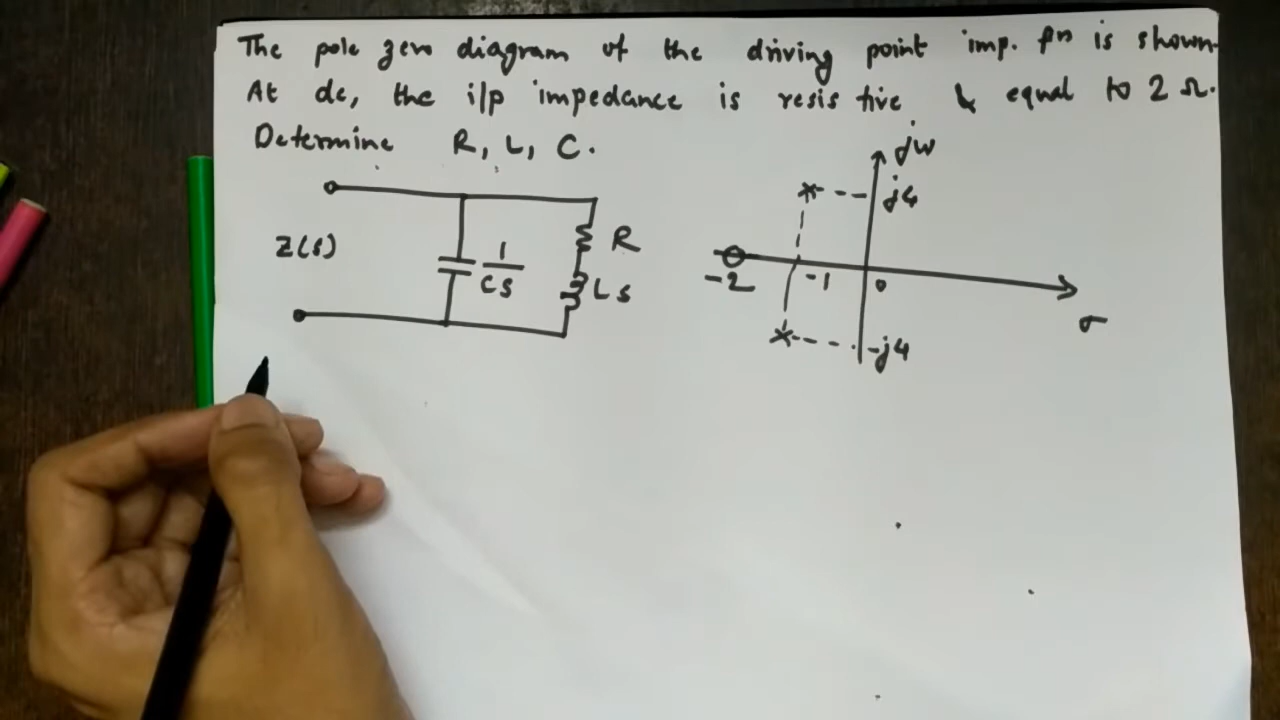 The pole zero diagram of the driving point imp. fn is shown.
At dc, the i/p impedance is resistive & equal to 2 Ω.
Determine R, L, C.
jω
j4
Z(s)
1/CS
R
Ls
-2
-1
0
σ
-j4